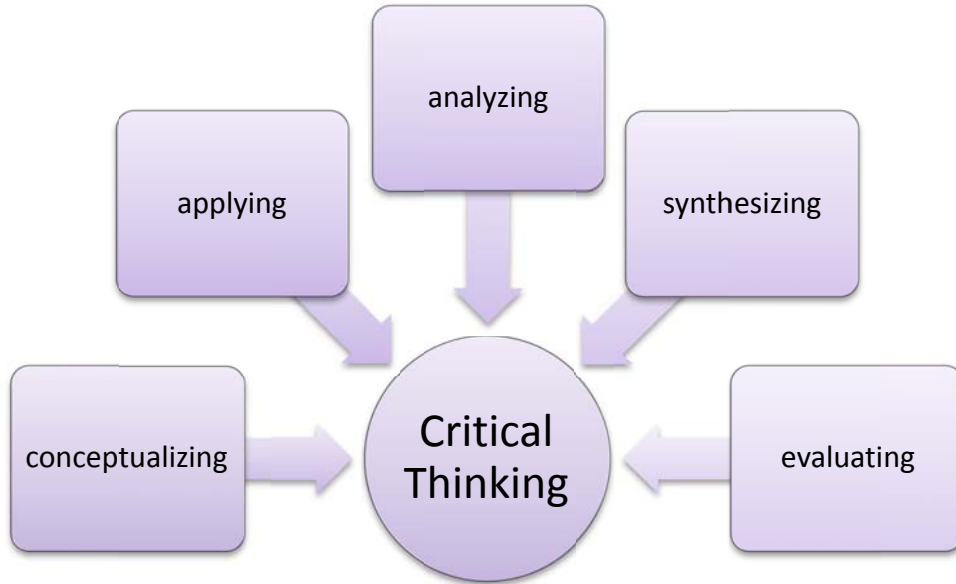 analyzing
applying
synthesizing
conceptualizing
Critical
Thinking
evaluating